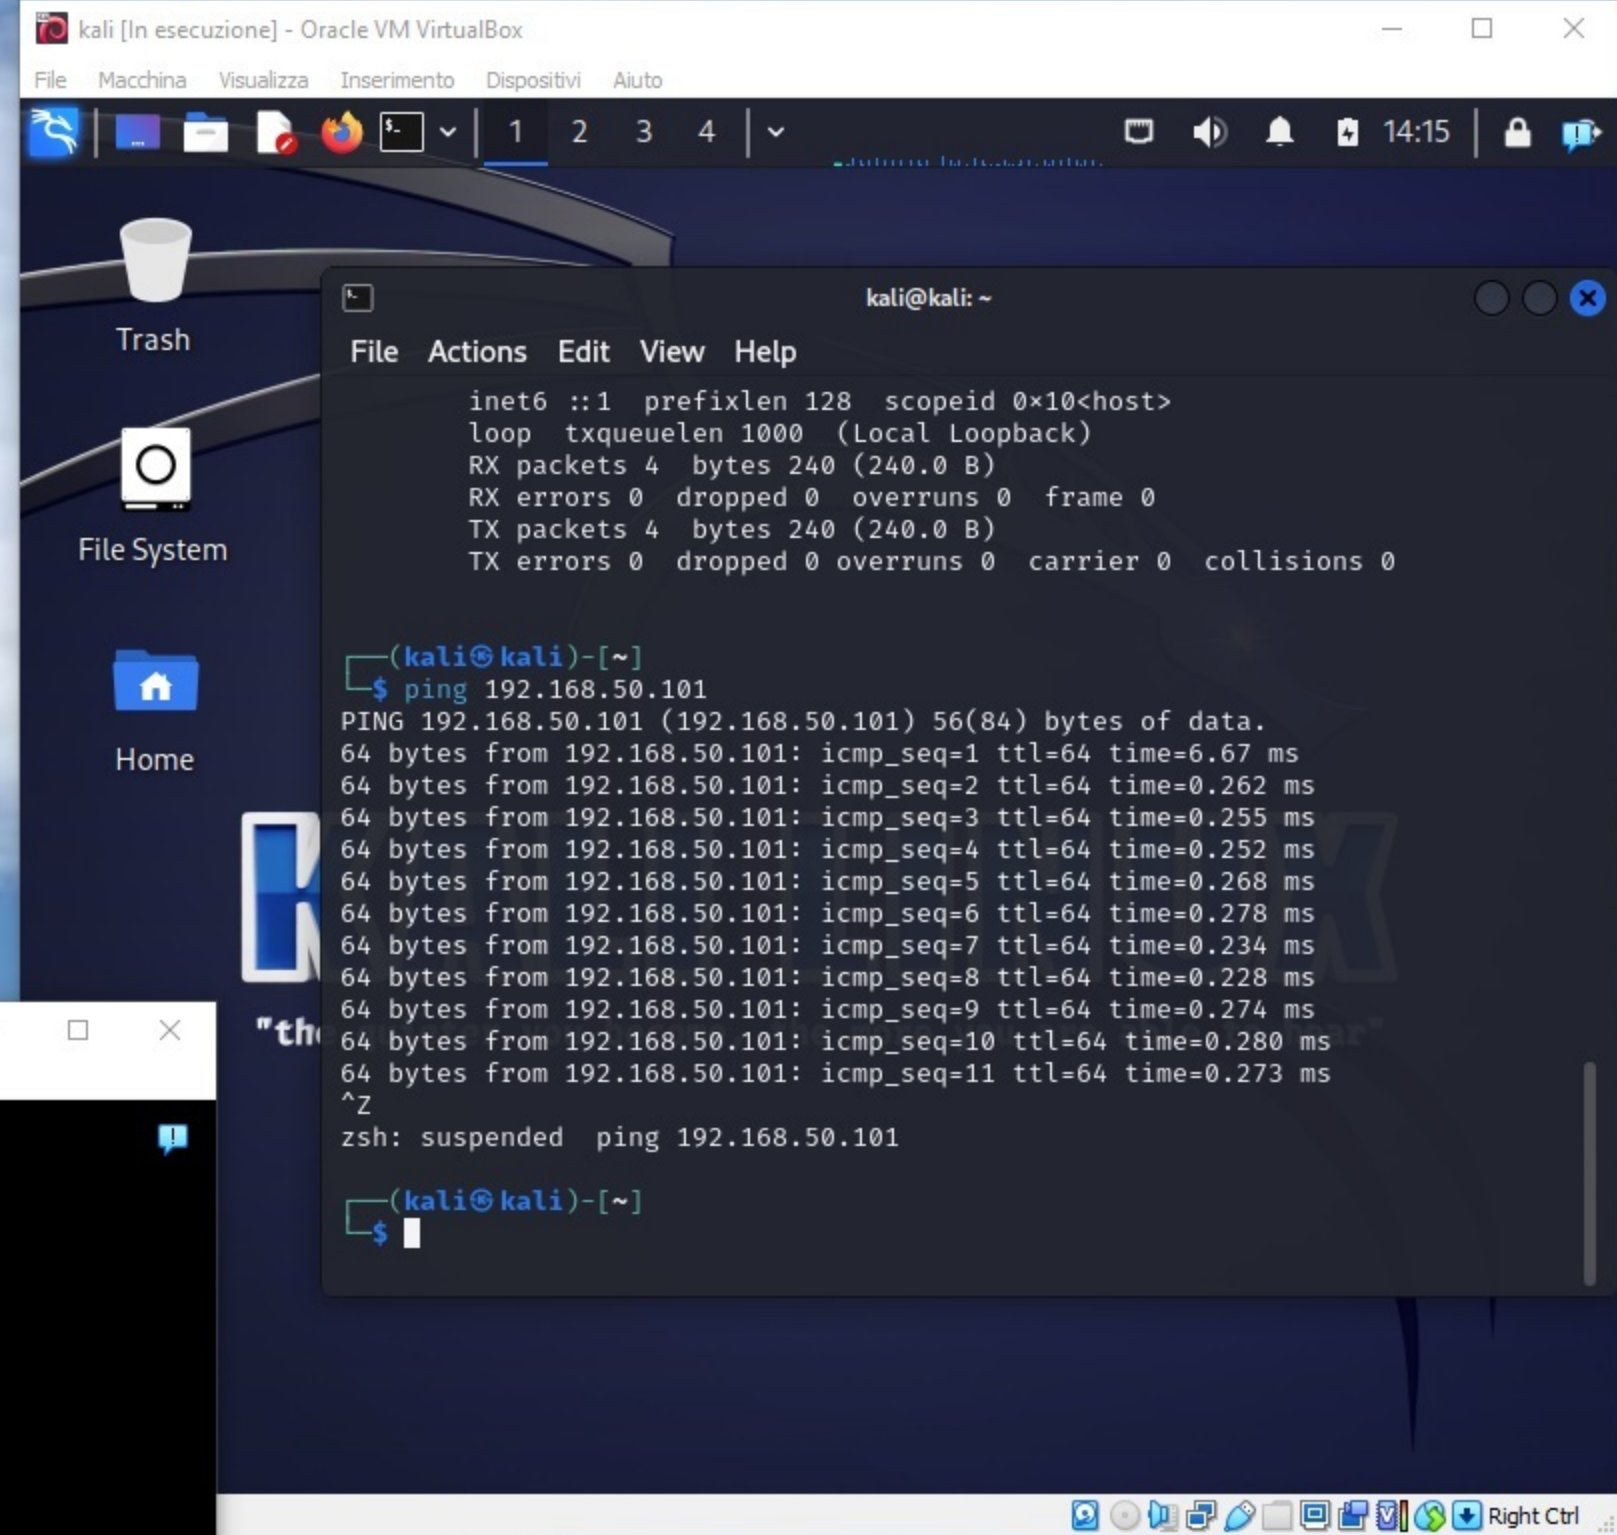 kali [In esecuzione] - Oracle VM VirtualBox
File Macchina Visualizza Inserimento Dispositivi Aiuto
1 2 3 4 14:15
Trash
File System
Home
kali@kali: ~
File Actions Edit View Help
inet6 ::1 prefixlen 128 scopeid 0×10<host>
loop txqueuelen 1000 (Local Loopback)
RX packets 4 bytes 240 (240.0 B)
RX errors 0 dropped 0 overruns 0 frame 0
TX packets 4 bytes 240 (240.0 B)
TX errors 0 dropped 0 overruns 0 carrier 0 collisions 0
┌──(kali㉿kali)-[~]
└─$ ping 192.168.50.101
PING 192.168.50.101 (192.168.50.101) 56(84) bytes of data.
64 bytes from 192.168.50.101: icmp_seq=1 ttl=64 time=6.67 ms
64 bytes from 192.168.50.101: icmp_seq=2 ttl=64 time=0.262 ms
64 bytes from 192.168.50.101: icmp_seq=3 ttl=64 time=0.255 ms
64 bytes from 192.168.50.101: icmp_seq=4 ttl=64 time=0.252 ms
64 bytes from 192.168.50.101: icmp_seq=5 ttl=64 time=0.268 ms
64 bytes from 192.168.50.101: icmp_seq=6 ttl=64 time=0.278 ms
64 bytes from 192.168.50.101: icmp_seq=7 ttl=64 time=0.234 ms
64 bytes from 192.168.50.101: icmp_seq=8 ttl=64 time=0.228 ms
64 bytes from 192.168.50.101: icmp_seq=9 ttl=64 time=0.274 ms
64 bytes from 192.168.50.101: icmp_seq=10 ttl=64 time=0.280 ms
64 bytes from 192.168.50.101: icmp_seq=11 ttl=64 time=0.273 ms
^Z
zsh: suspended ping 192.168.50.101
┌──(kali㉿kali)-[~]
└─$
"the
Right Ctrl